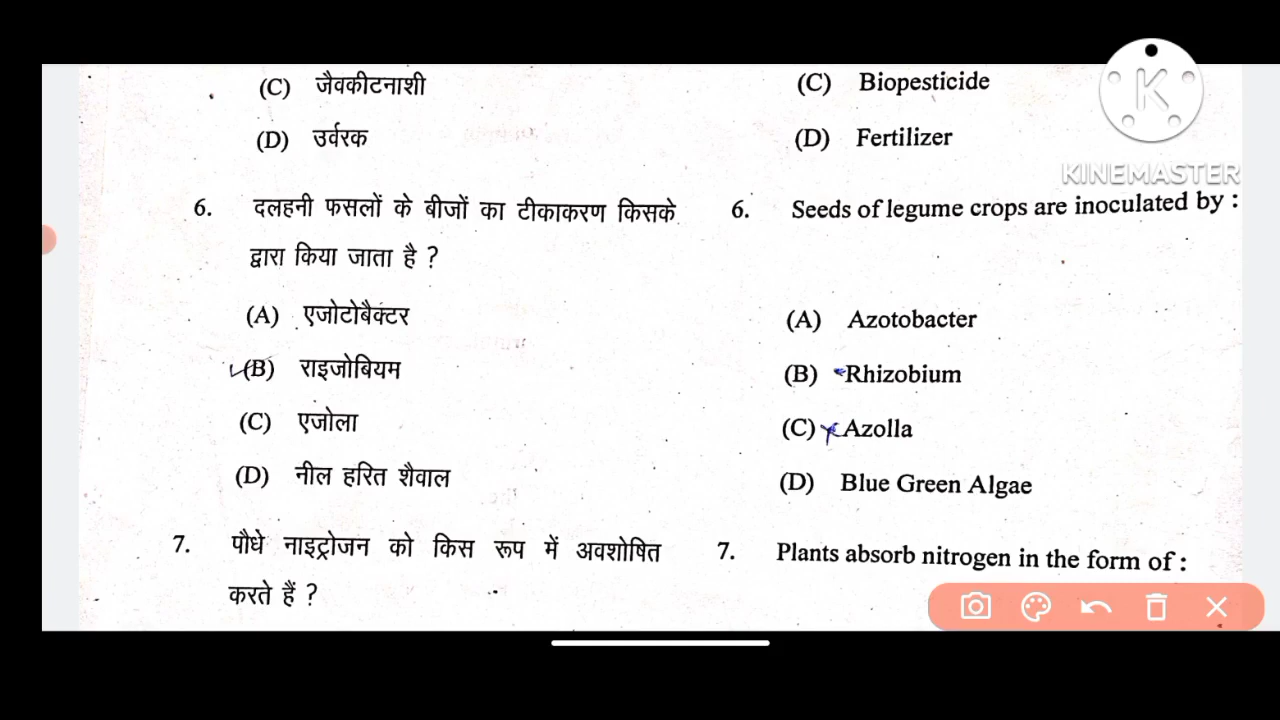 (C) जैवकीटनाशी
(D) उर्वरक
6. दलहनी फसलों के बीजों का टीकाकरण किसके
द्वारा किया जाता है ?
(A) एजोटोबैक्टर
(B) राइजोबियम
(C) एजोला
(D) नील हरित शैवाल
7. पौधे नाइट्रोजन को किस रूप में अवशोषित
करते हैं ?
(C) Biopesticide
(D) Fertilizer
6. Seeds of legume crops are inoculated by :
(A) Azotobacter
(B) Rhizobium
(C) Azolla
(D) Blue Green Algae
7. Plants absorb nitrogen in the form of :
K
KINEMASTER